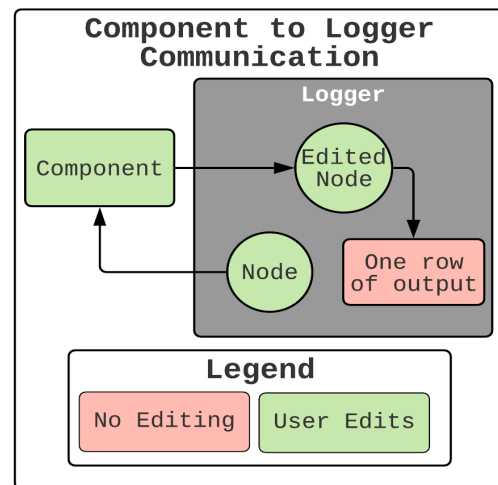 Component to Logger
Communication
Logger
Component
Edited
Node
Node
One row
of output
Legend
No Editing
User Edits